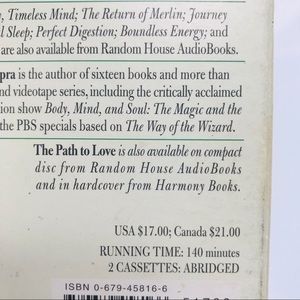 , Timeless Mind; The Return of Merlin; Journey
l Sleep; Perfect Digestion; Boundless Energy; and
are also available from Random House AudioBooks.
pra is the author of sixteen books and more than
nd videotape series, including the critically acclaimed
ion show Body, Mind, and Soul: The Magic and the
the PBS specials based on The Way of the Wizard.
The Path to Love is also available on compact
disc from Random House AudioBooks
and in hardcover from Harmony Books.
USA $17.00; Canada $21.00
RUNNING TIME: 140 minutes
2 CASSETTES: ABRIDGED
ISBN 0-679-45816-6